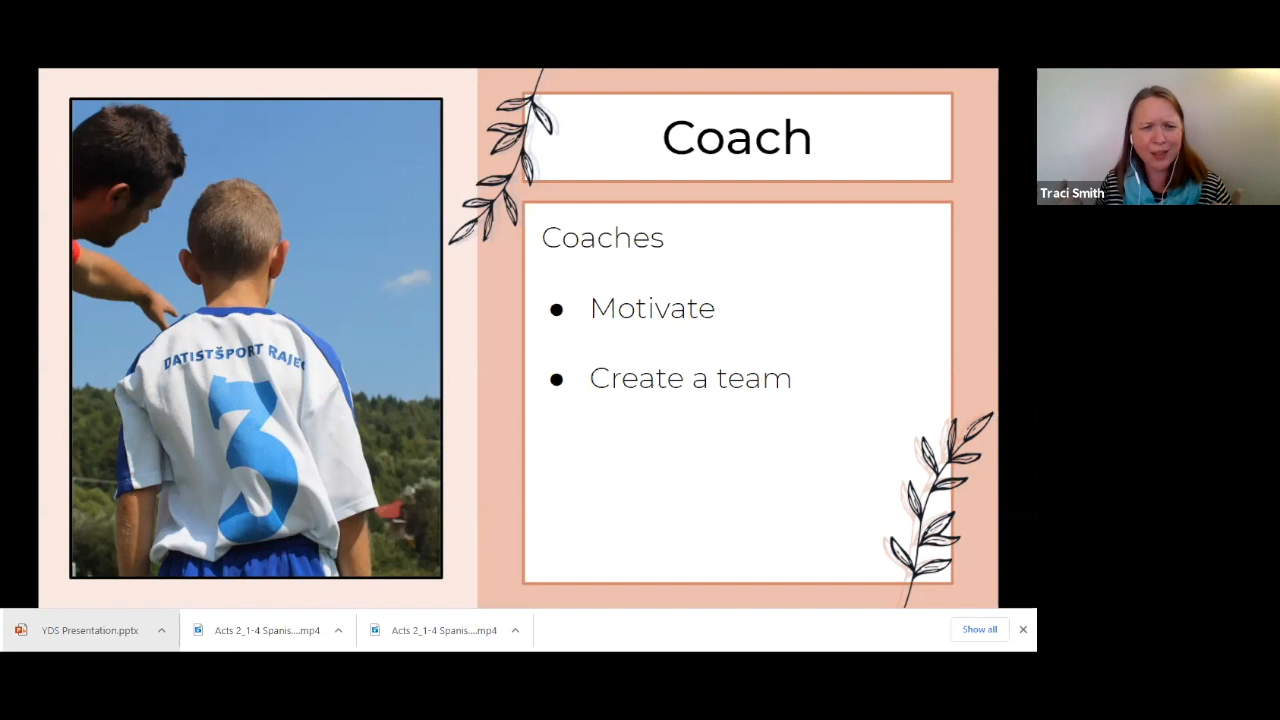 Coach
Coaches
● Motivate
● Create a team
DATISTŠPORT RAJEC
3
Traci Smith
YDS Presentation.pptx
Acts 2_1-4 Spanis....mp4
Acts 2_1-4 Spanis....mp4
Show all